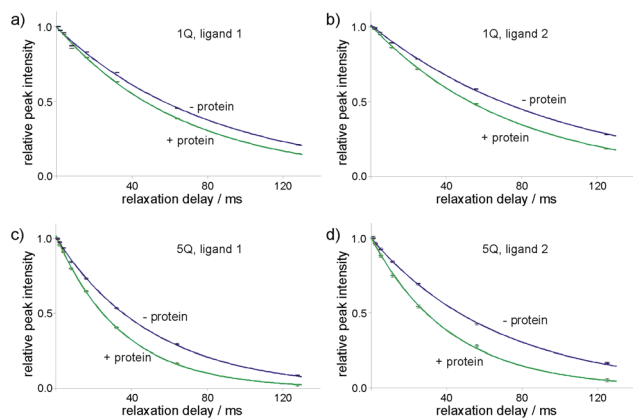 a)
1Q, ligand 1
1.0
0.5
0.0
relative peak intensity
- protein
+ protein
40
80
120
relaxation delay / ms
b)
1Q, ligand 2
1.0
0.5
0.0
relative peak intensity
- protein
+ protein
40
80
120
relaxation delay / ms
c)
5Q, ligand 1
1.0
0.5
0.0
relative peak intensity
- protein
+ protein
40
80
120
relaxation delay / ms
d)
5Q, ligand 2
1.0
0.5
0.0
relative peak intensity
- protein
+ protein
40
80
120
relaxation delay / ms